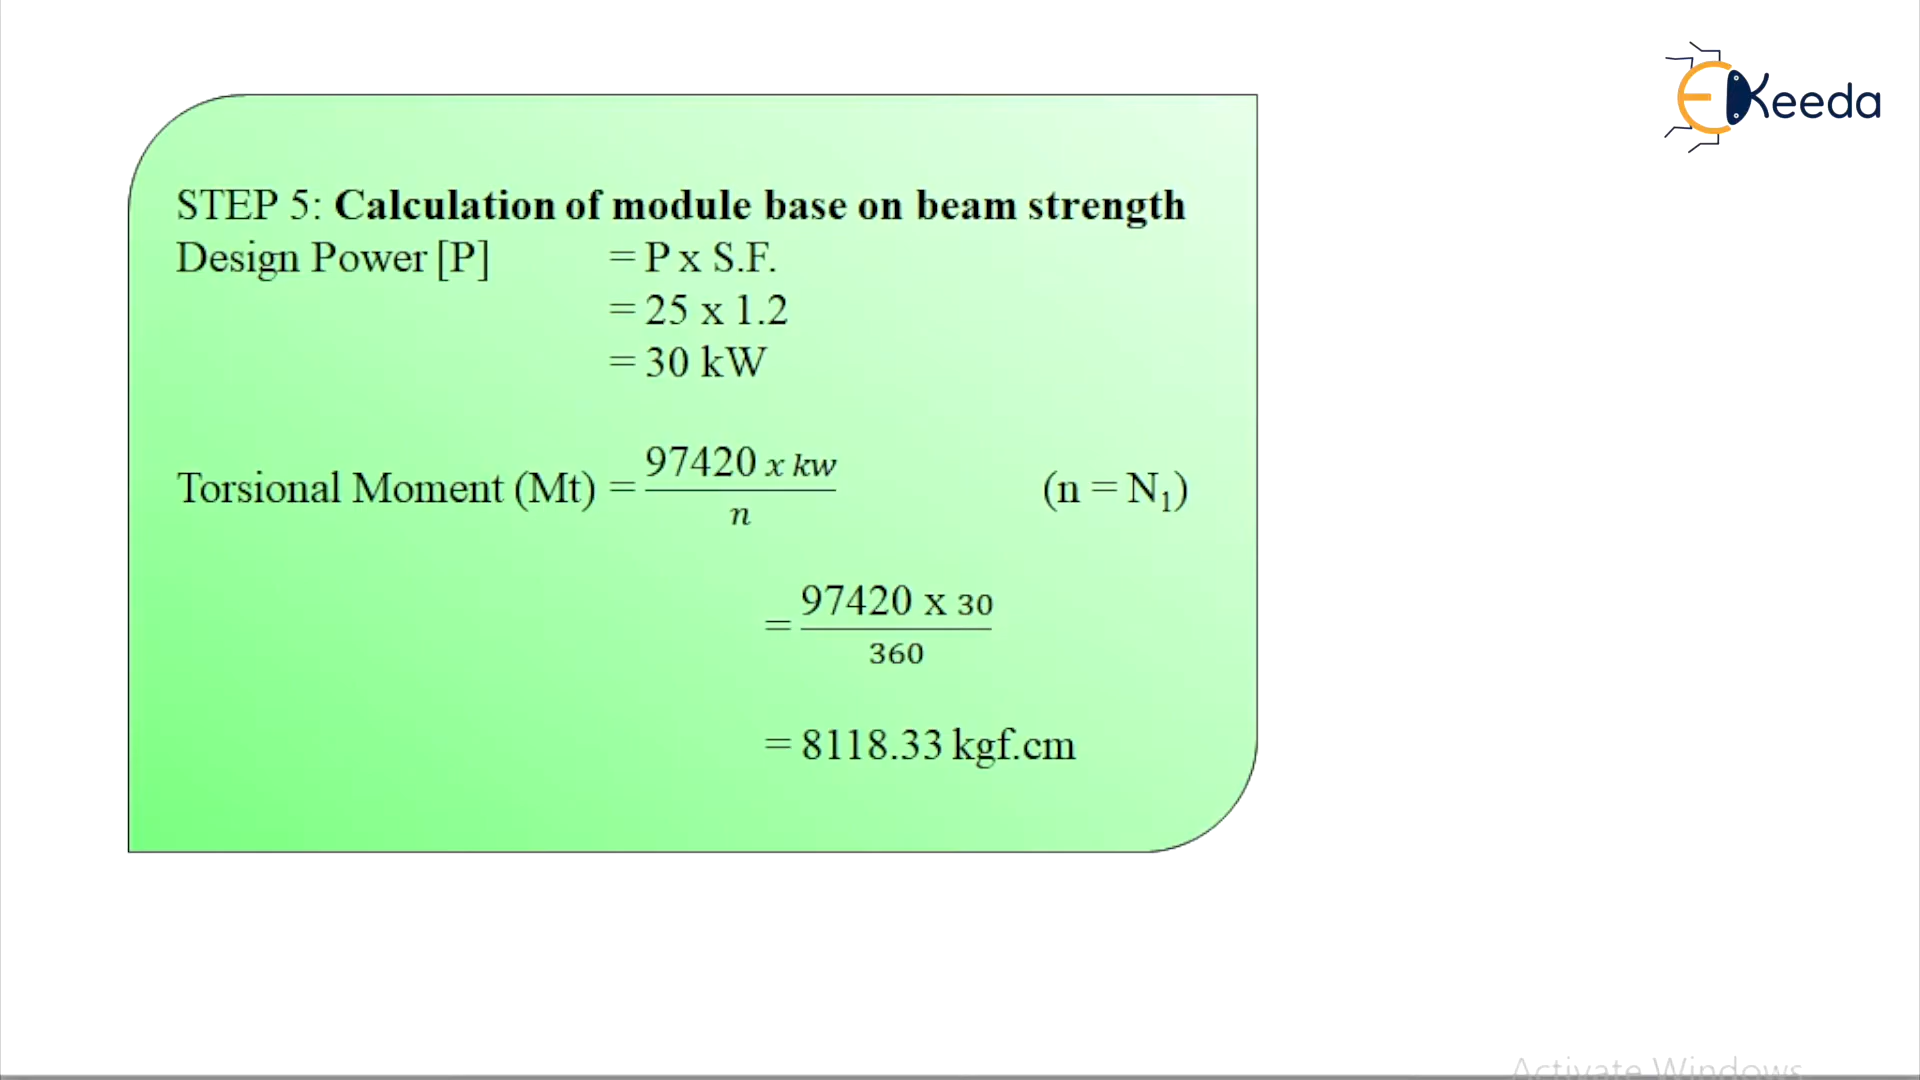 EKeeda
STEP 5: Calculation of module base on beam strength
Design Power [P] = P x S.F.
= 25 x 1.2
= 30 kW
Torsional Moment (Mt) = 97420 x kw / n (n = N₁)
= 97420 x 30 / 360
= 8118.33 kgf.cm
Activate Windows